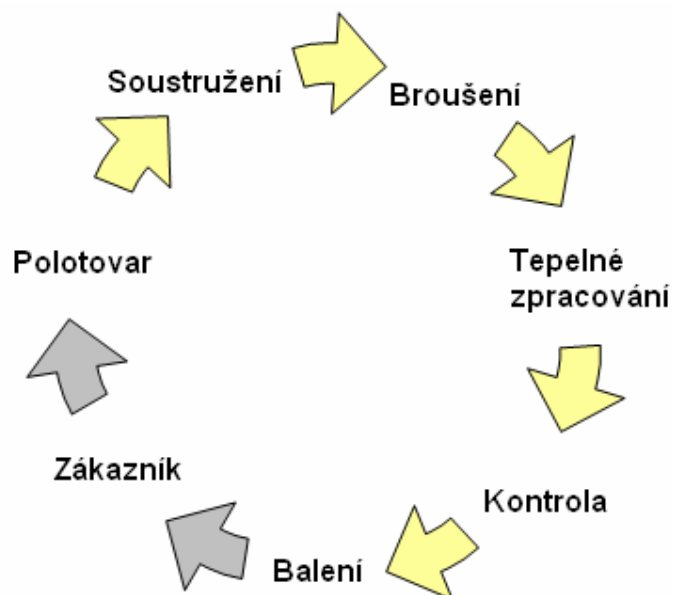 Soustružení
Broušení
Tepelné
zpracování
Kontrola
Balení
Zákazník
Polotovar